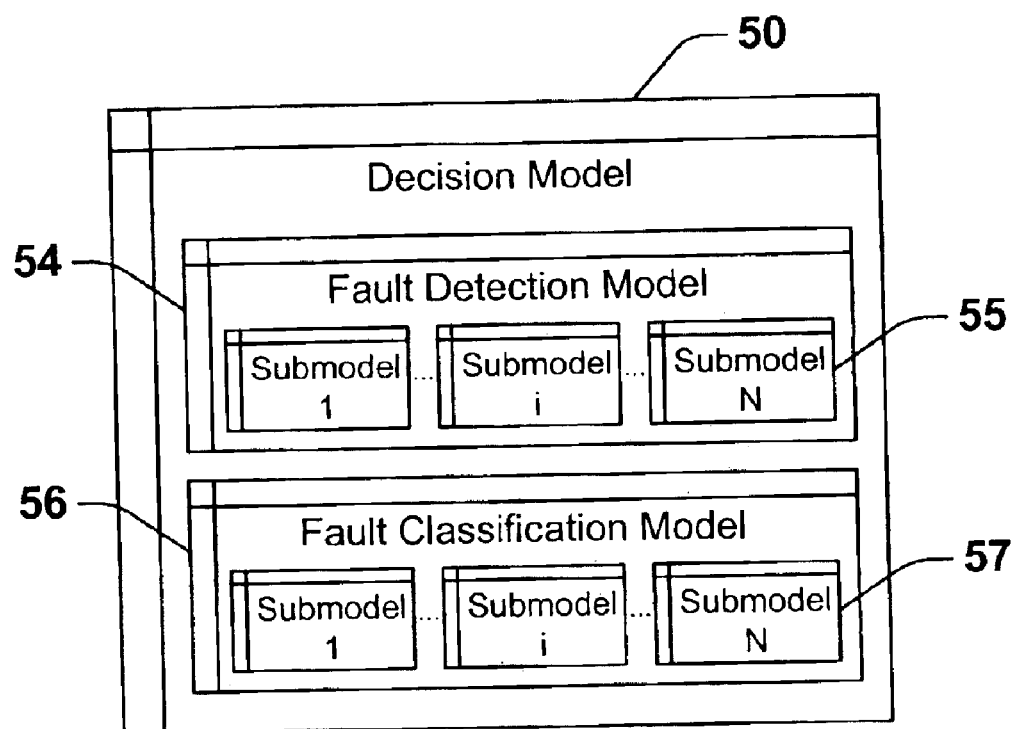 50
Decision Model
54
Fault Detection Model
55
Submodel ... Submodel ... Submodel
1 i N
56
Fault Classification Model
57
Submodel ... Submodel ... Submodel
1 i N